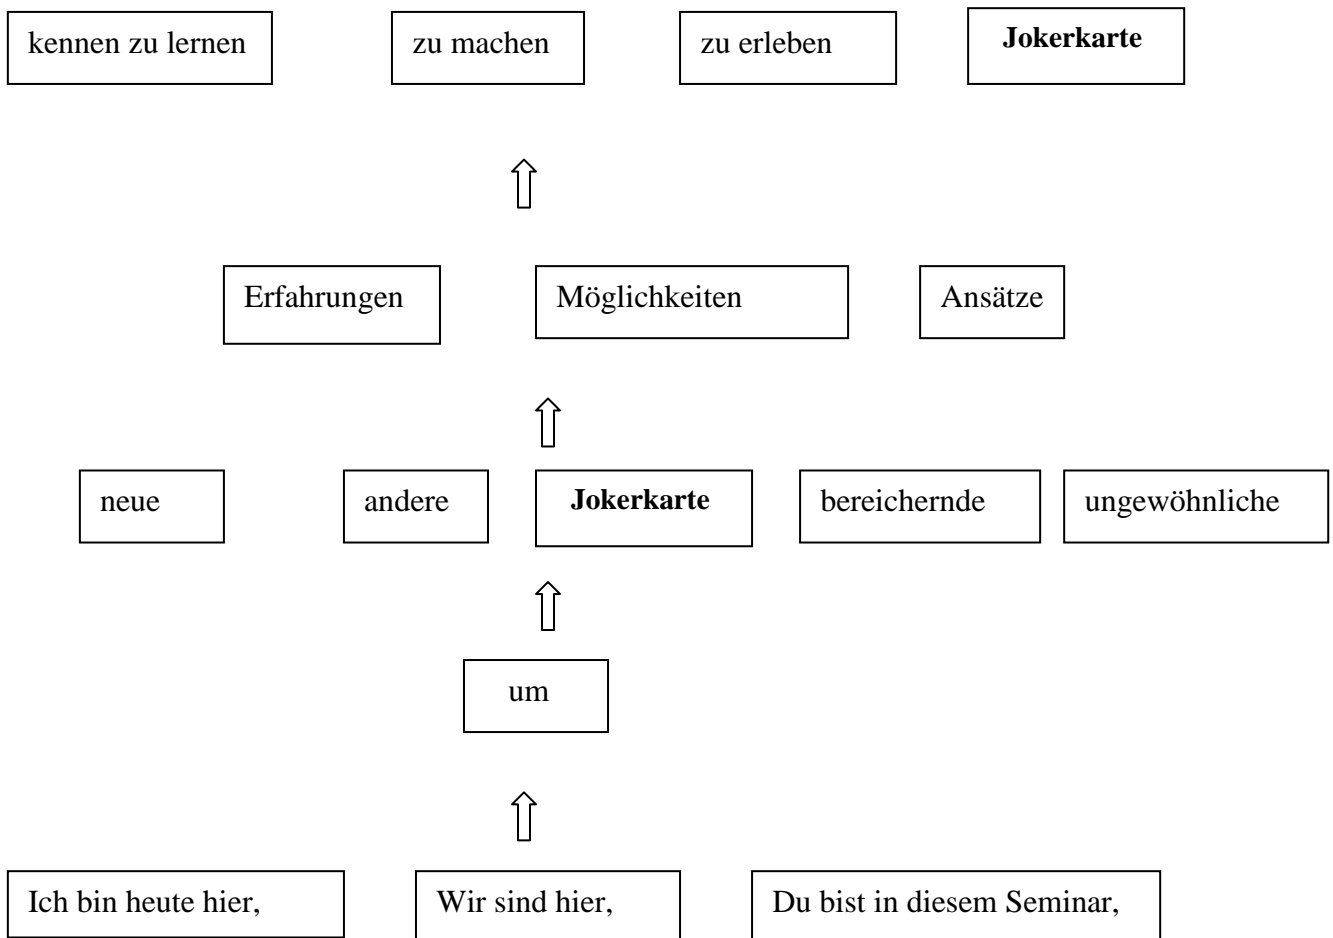 kennen zu lernen zu machen zu erleben Jokerkarte
Erfahrungen Möglichkeiten Ansätze
neue andere Jokerkarte bereichernde ungewöhnliche
um
Ich bin heute hier, Wir sind hier, Du bist in diesem Seminar,